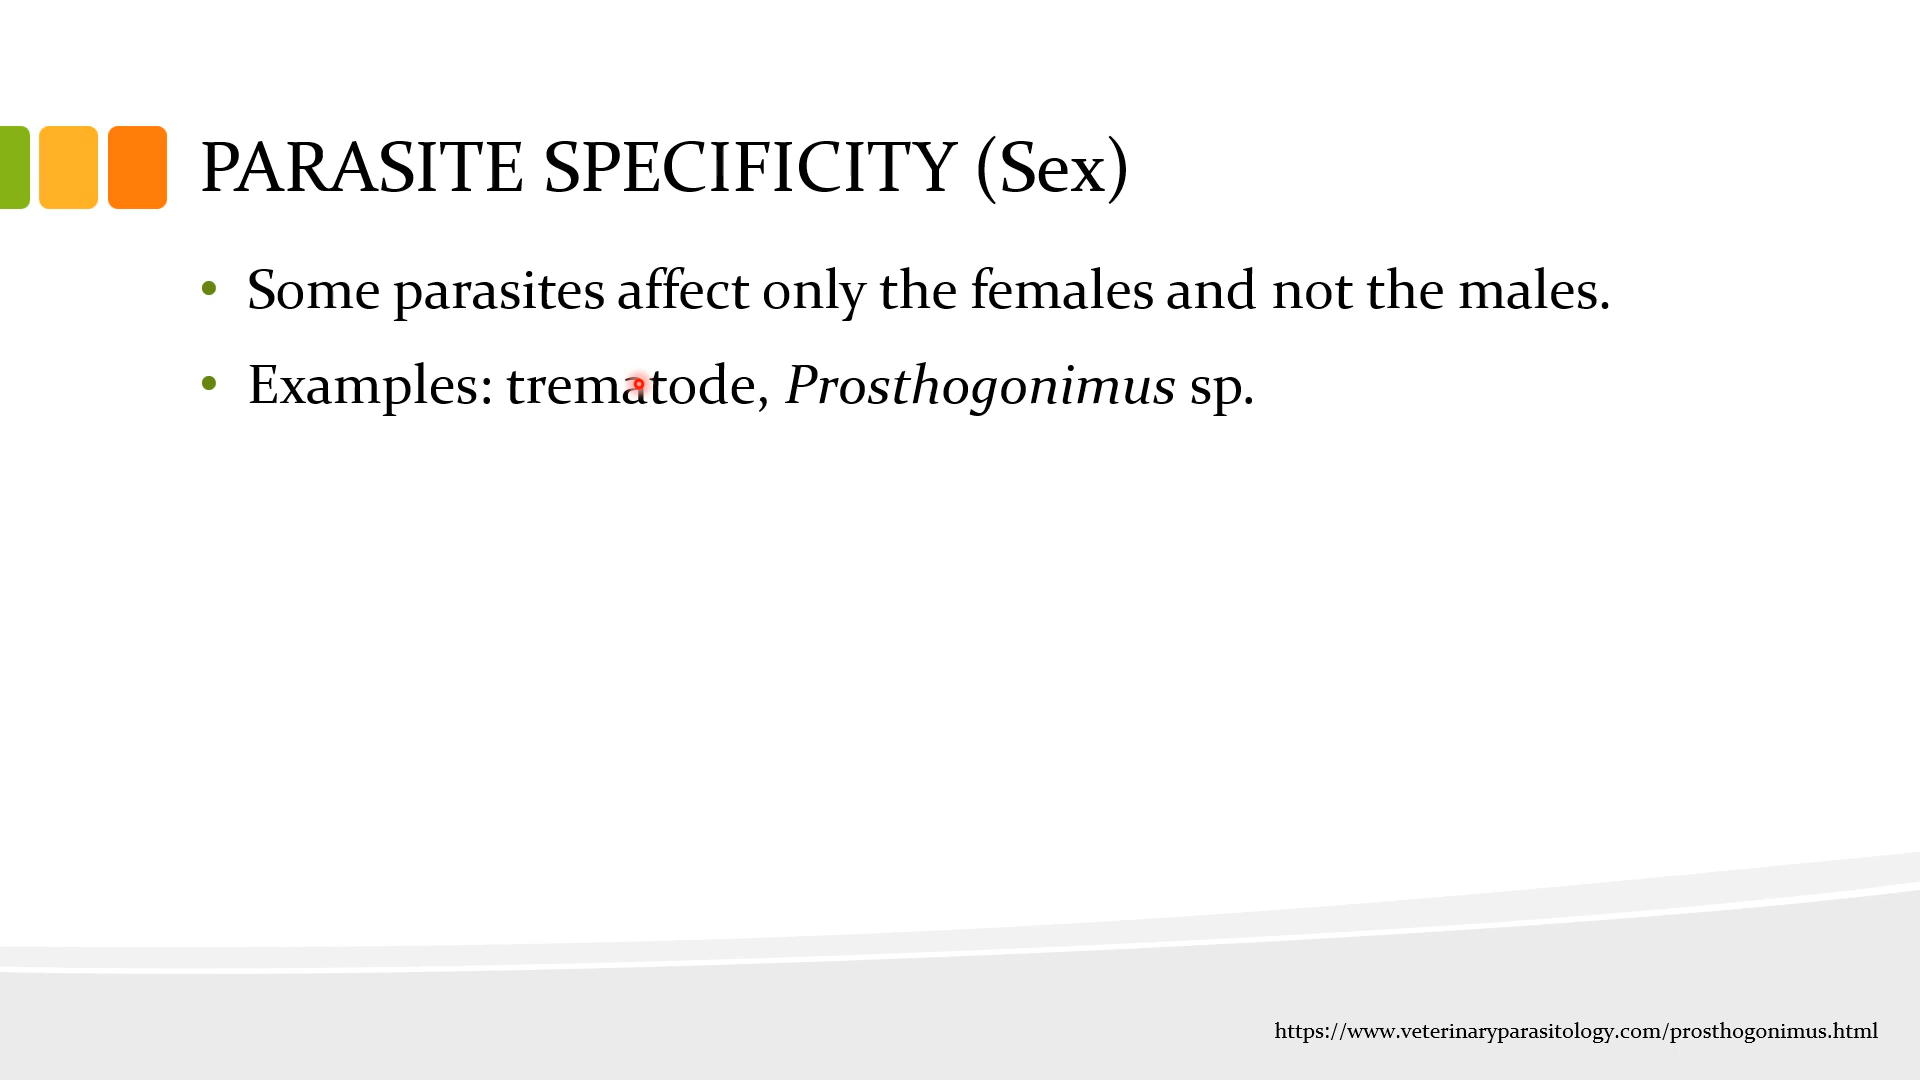 PARASITE SPECIFICITY (Sex)
• Some parasites affect only the females and not the males.
• Examples: trematode, Prosthogonimus sp.
https://www.veterinaryparasitology.com/prosthogonimus.html